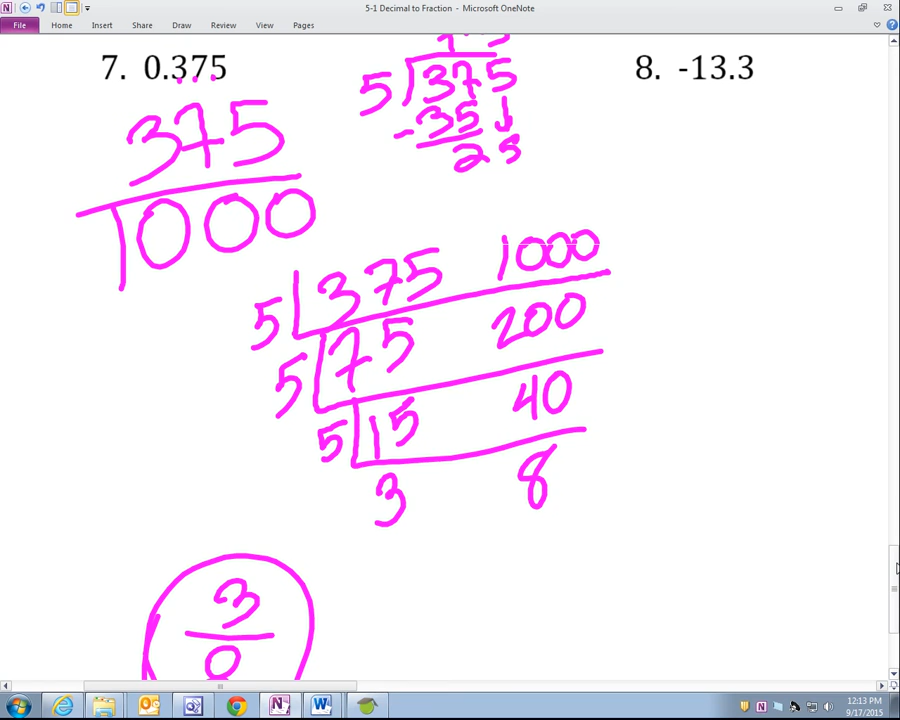 5-1 Decimal to Fraction - Microsoft OneNote
File Home Insert Share Draw Review View Pages
7. 0.375
8. -13.3
375
1000
5 375
- 35
25
5 375 1000
5 75 200
5 15 40
3 8
3
12:13 PM
9/17/2015